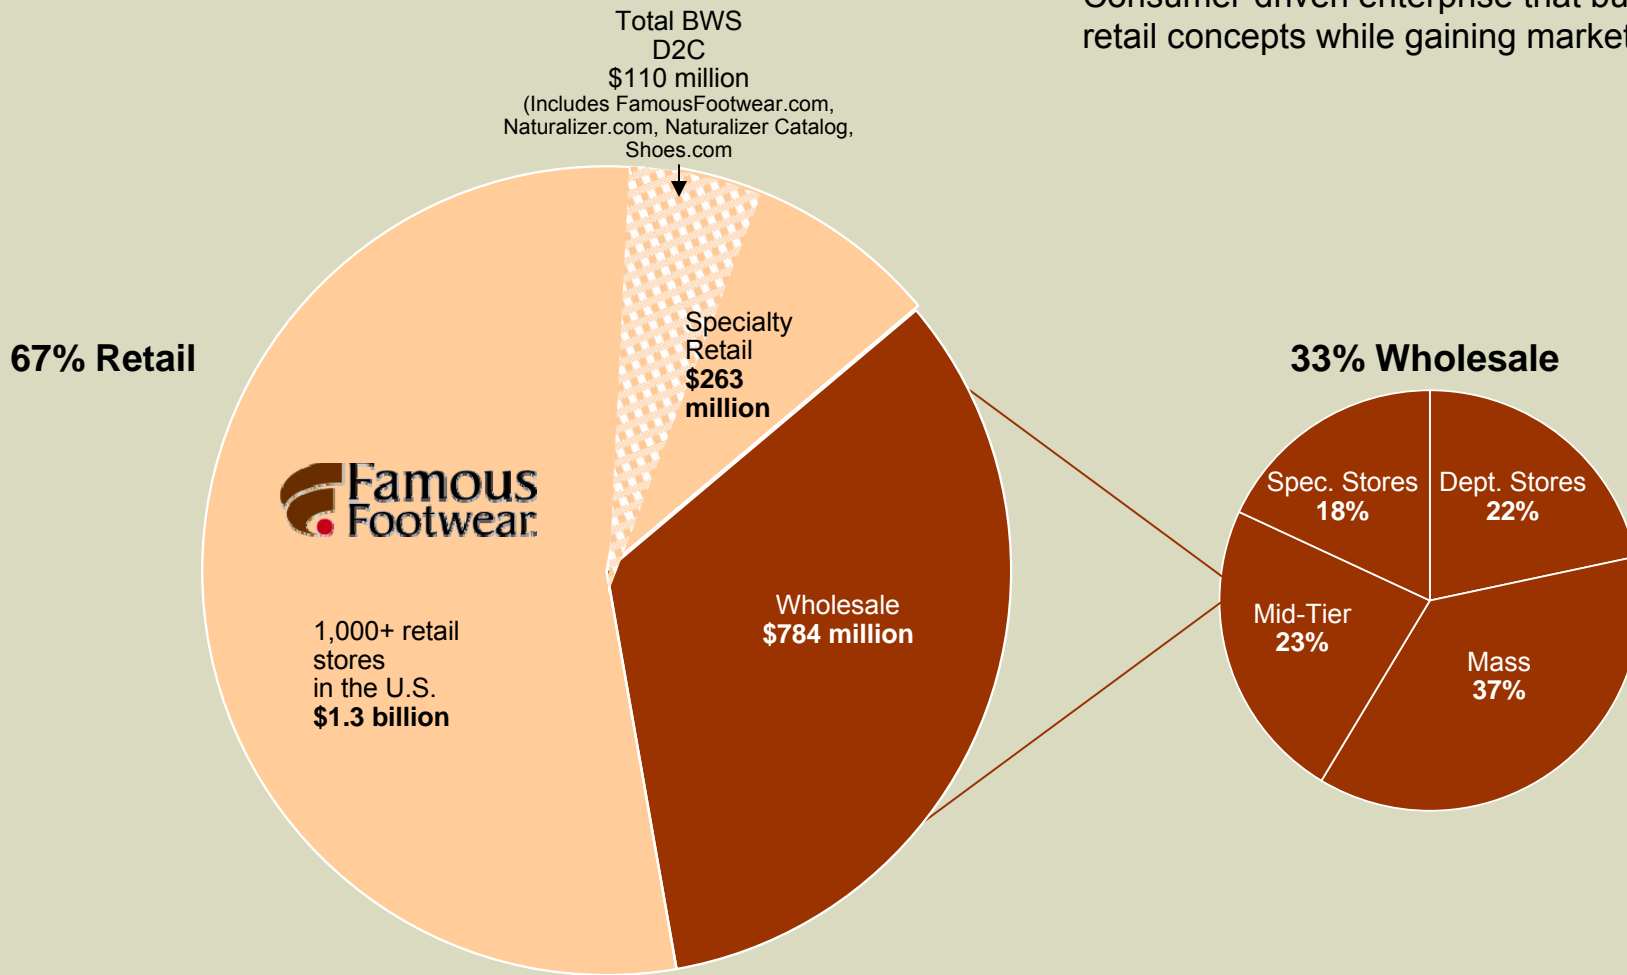 Total BWS
D2C
$110 million
(Includes FamousFootwear.com,
Naturalizer.com, Naturalizer Catalog,
Shoes.com
retail concepts while gaining market
67% Retail
Specialty
Retail
$263
million
Famous
Footwear
1,000+ retail
stores
in the U.S.
$1.3 billion
Wholesale
$784 million
33% Wholesale
Spec. Stores
18%
Dept. Stores
22%
Mid-Tier
23%
Mass
37%